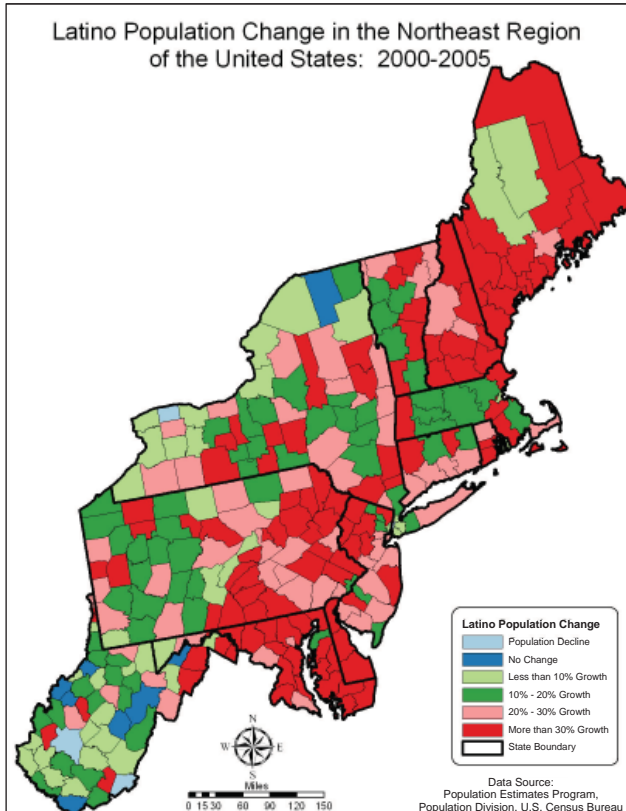 Latino Population Change in the Northeast Region
of the United States: 2000-2005
Latino Population Change
Population Decline
No Change
Less than 10% Growth
10% - 20% Growth
20% - 30% Growth
More than 30% Growth
State Boundary
N
W E
S
Miles
0 15 30 60 90 120 150
Data Source:
Population Estimates Program,
Population Division, U.S. Census Bureau